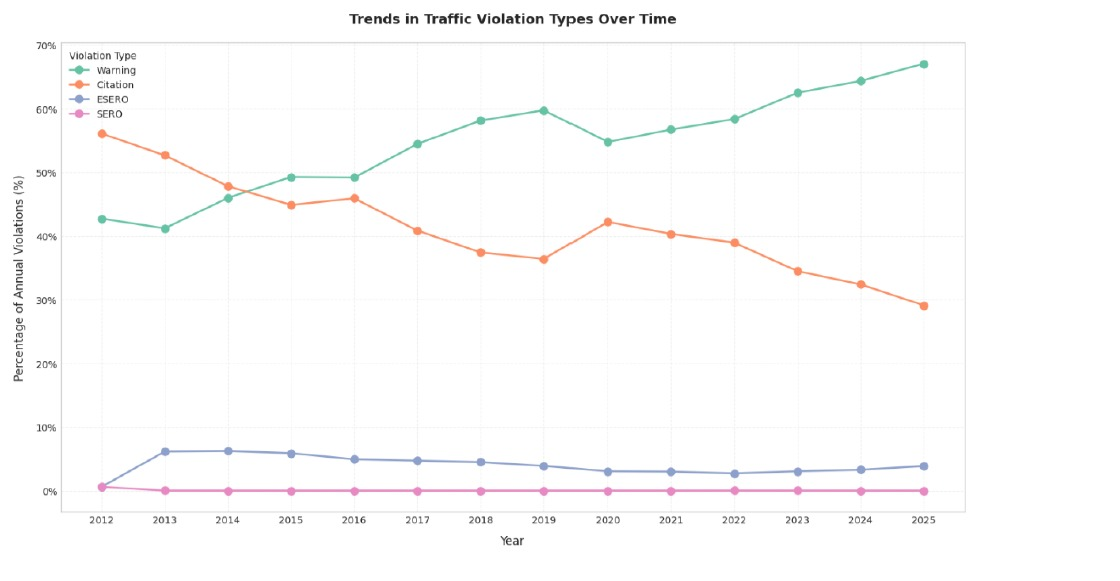 Trends in Traffic Violation Types Over Time
Violation Type
Warning
Citation
ESERO
SERO
Percentage of Annual Violations (%)
70%
60%
50%
40%
30%
20%
10%
0%
2012 2013 2014 2015 2016 2017 2018 2019 2020 2021 2022 2023 2024 2025
Year